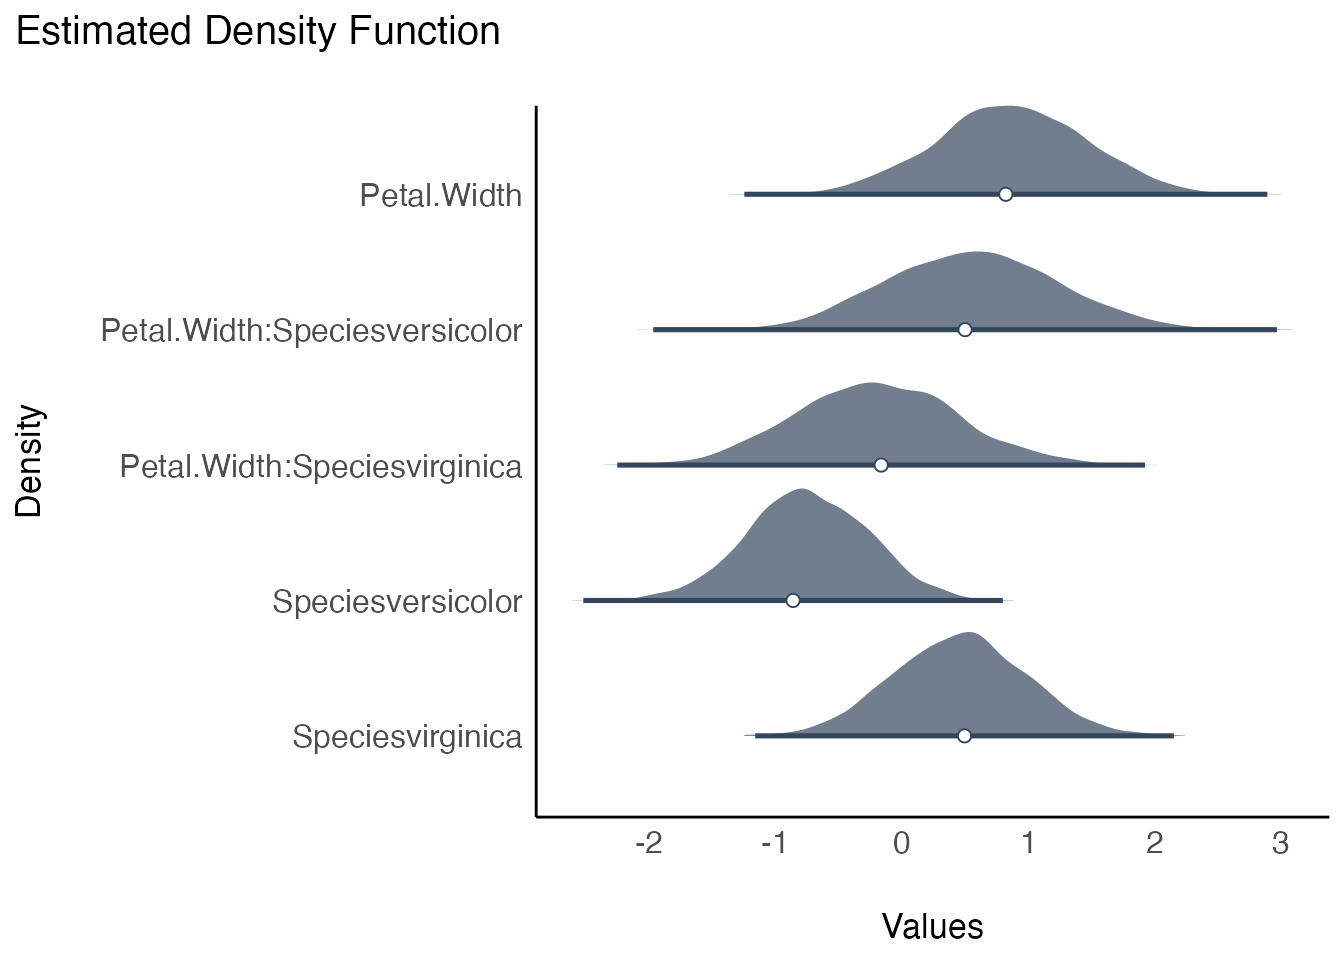 Estimated Density Function
Petal.Width
Petal.Width:Speciesversicolor
Petal.Width:Speciesvirginica
Speciesversicolor
Speciesvirginica
Density
-2 -1 0 1 2 3
Values